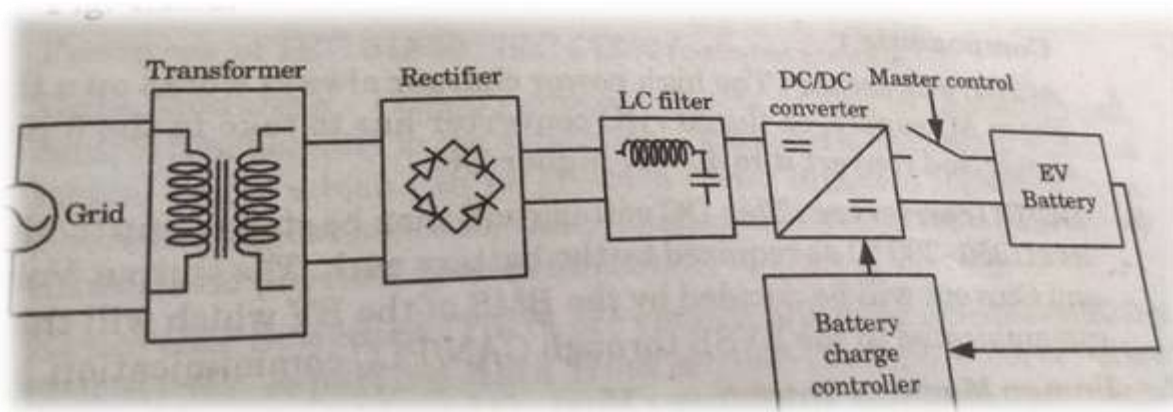 Transformer
Rectifier
LC filter
DC/DC
converter
Master control
Grid
EV
Battery
Battery
charge
controller